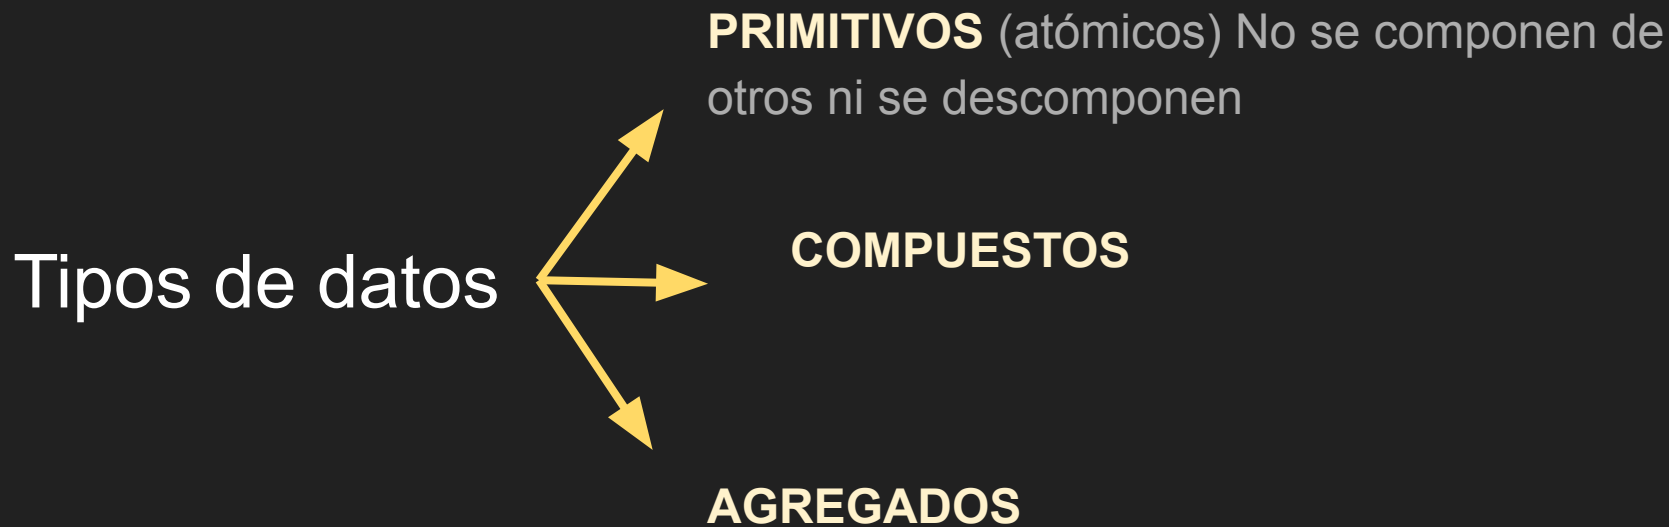 PRIMITIVOS (atómicos) No se componen de
otros ni se descomponen
COMPUESTOS
Tipos de datos
AGREGADOS